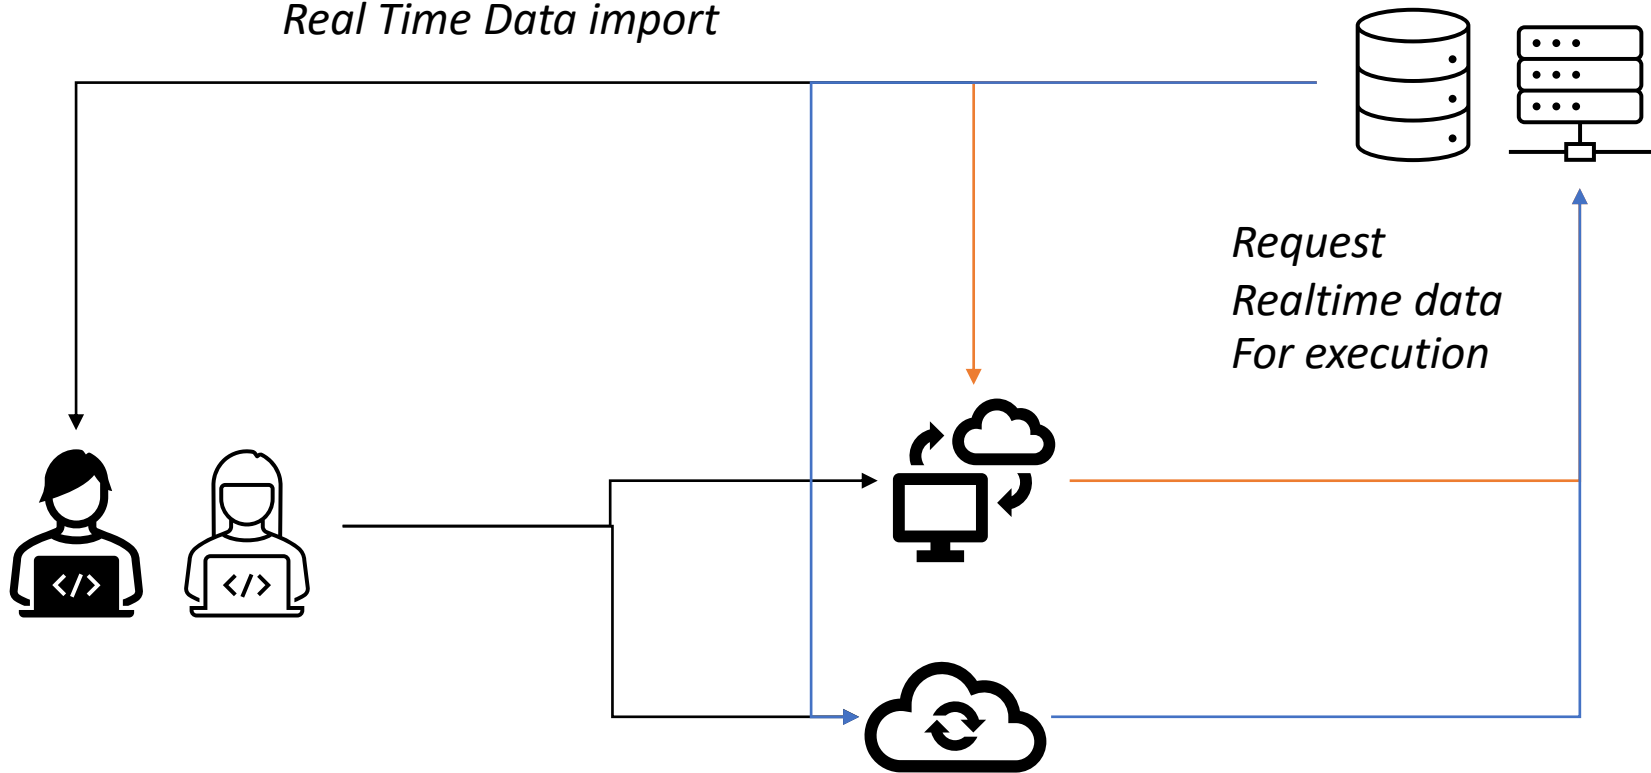 Real Time Data import
Request
Realtime data
For execution
</>
</>